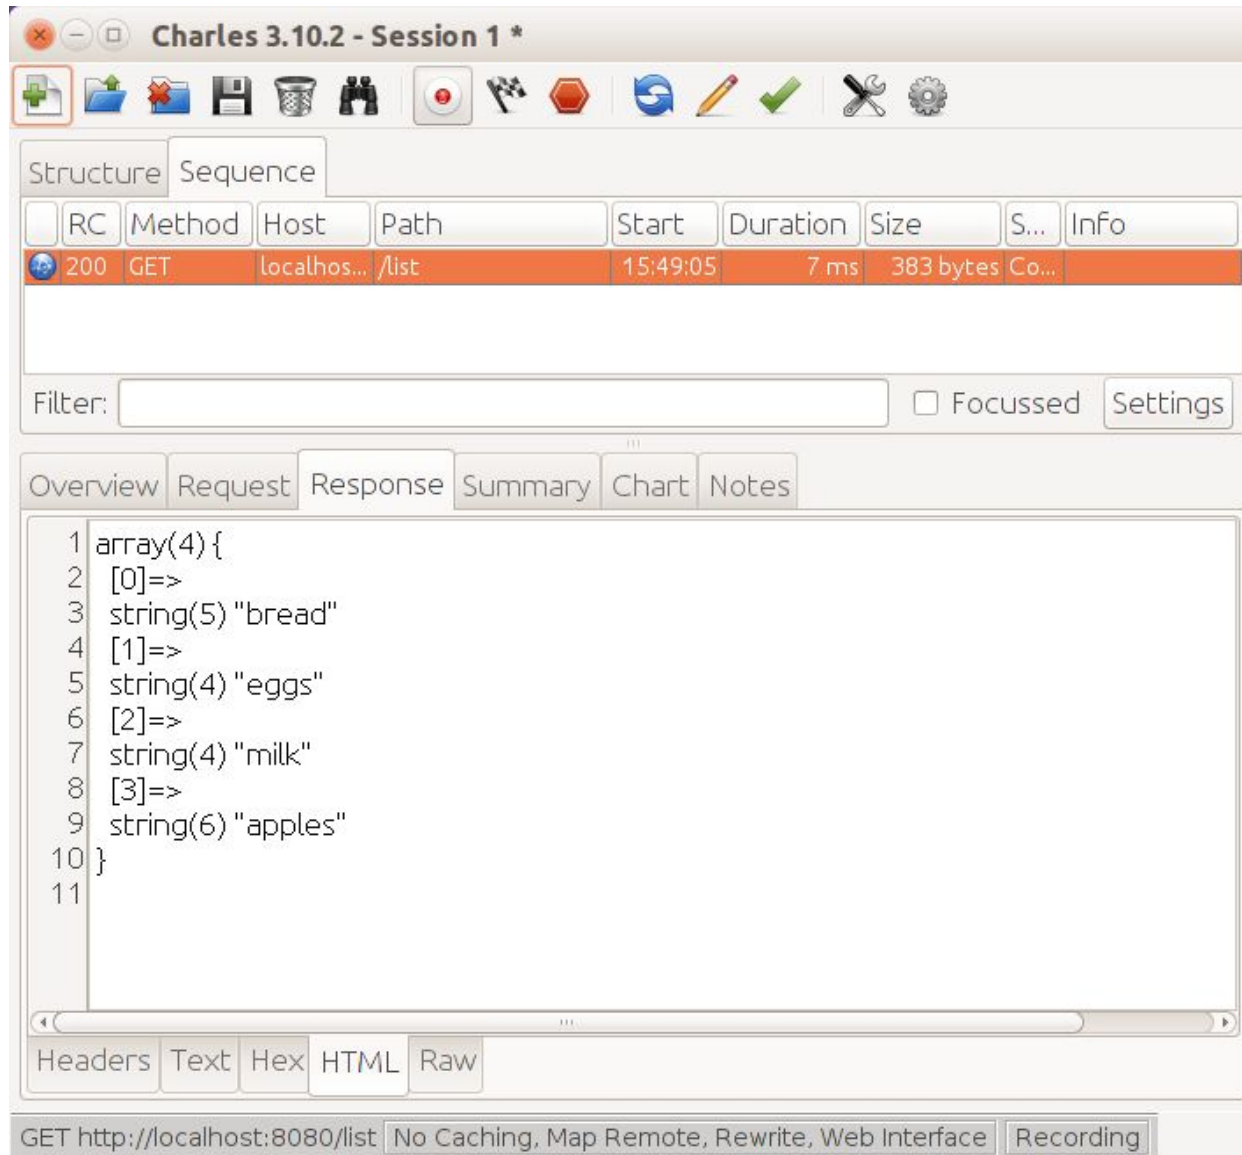 Charles 3.10.2 - Session 1 *
Structure Sequence
RC Method Host Path Start Duration Size S... Info
200 GET localhos... /list 15:49:05 7 ms 383 bytes Co...
Filter: Focussed Settings
Overview Request Response Summary Chart Notes
1 array(4) {
2 [0]=>
3 string(5) "bread"
4 [1]=>
5 string(4) "eggs"
6 [2]=>
7 string(4) "milk"
8 [3]=>
9 string(6) "apples"
10 }
11
Headers Text Hex HTML Raw
GET http://localhost:8080/list No Caching, Map Remote, Rewrite, Web Interface Recording